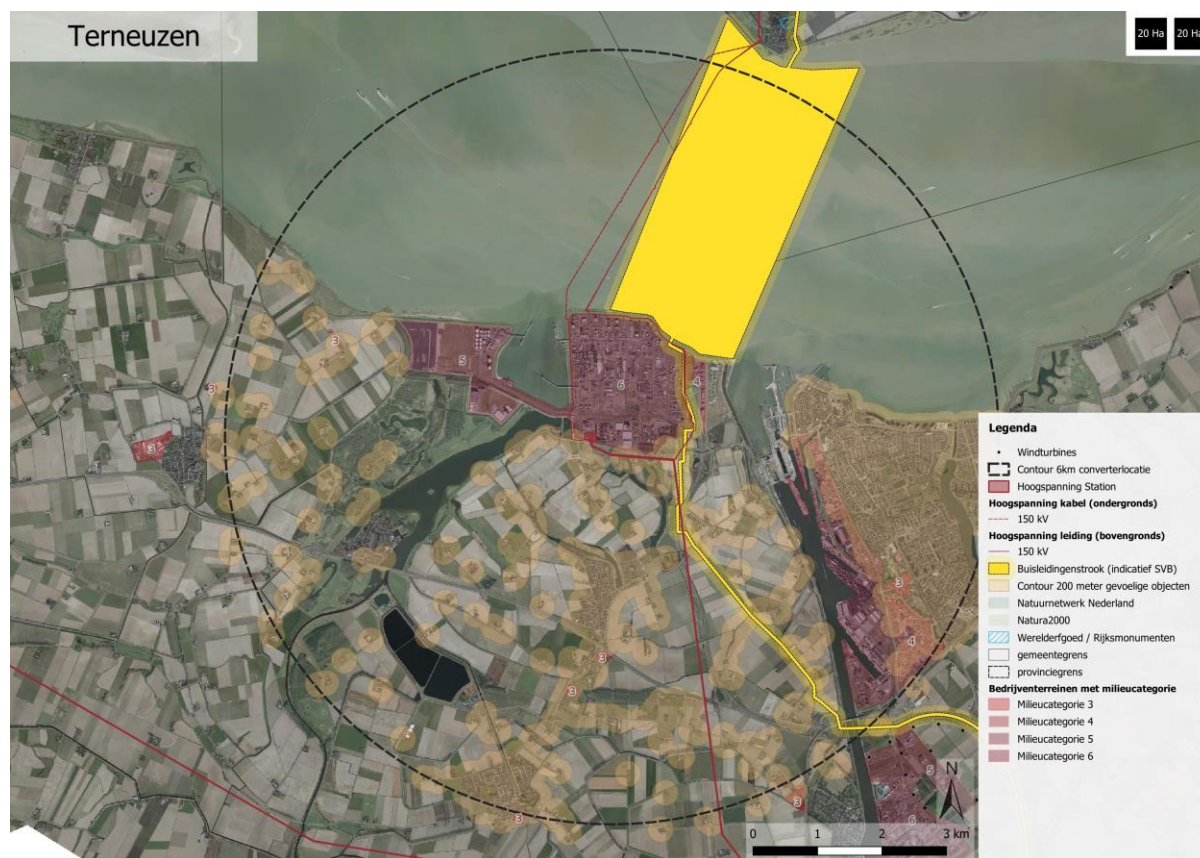 Terneuzen
20 Ha 20 Ha
3
5
6
4
3
3
3
4
3
3
3
3
5
6
N
0 1 2 3 km
Legenda
Windturbines
Contour 6km converterlocatie
Hoogspanning Station
Hoogspanning kabel (ondergronds)
150 kV
Hoogspanning leiding (bovengronds)
150 kV
Buisleidingenstrook (indicatief SVB)
Contour 200 meter gevoelige objecten
Natuurnetwerk Nederland
Natura2000
Werelderfgoed / Rijksmonumenten
gemeentegrens
provinciegrens
Bedrijventerreinen met milieucategorie
Milieucategorie 3
Milieucategorie 4
Milieucategorie 5
Milieucategorie 6